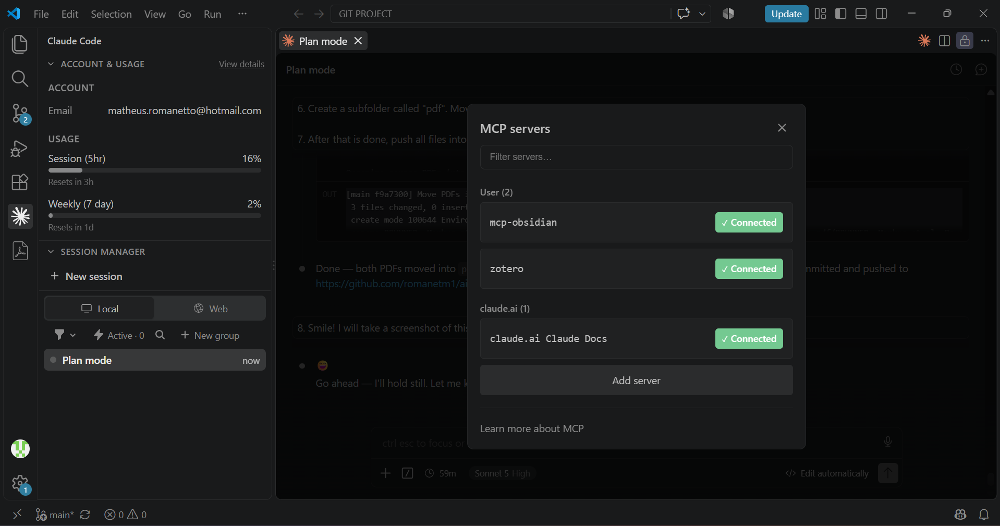 File Edit Selection View Go Run ···
GIT PROJECT
Update
Claude Code
ACCOUNT & USAGE View details
ACCOUNT
Email matheus.romanetto@hotmail.com
USAGE
Session (5hr) 16%
Resets in 3h
Weekly (7 day) 2%
Resets in 1d
SESSION MANAGER
+ New session
Local Web
Active · 0 + New group
Plan mode now
2
1
Plan mode
Plan mode
6. Create a subfolder called "pdf". Mov
7. After that is done, push all files into
OUT [main f9a7300] Move PDFs
3 files changed, 0 insert
create mode 100644 Enviro
Done — both PDFs moved into mmitted and pushed to
https://github.com/romanetm1/ai
8. Smile! I will take a screenshot of this
😄
Go ahead — I'll hold still. Let me k
MCP servers
Filter servers…
User (2)
mcp-obsidian ✓ Connected
zotero ✓ Connected
claude.ai (1)
claude.ai Claude Docs ✓ Connected
Add server
Learn more about MCP
ctrl esc to focus or
59m Sonnet 5 High Edit automatically
main* 0 0